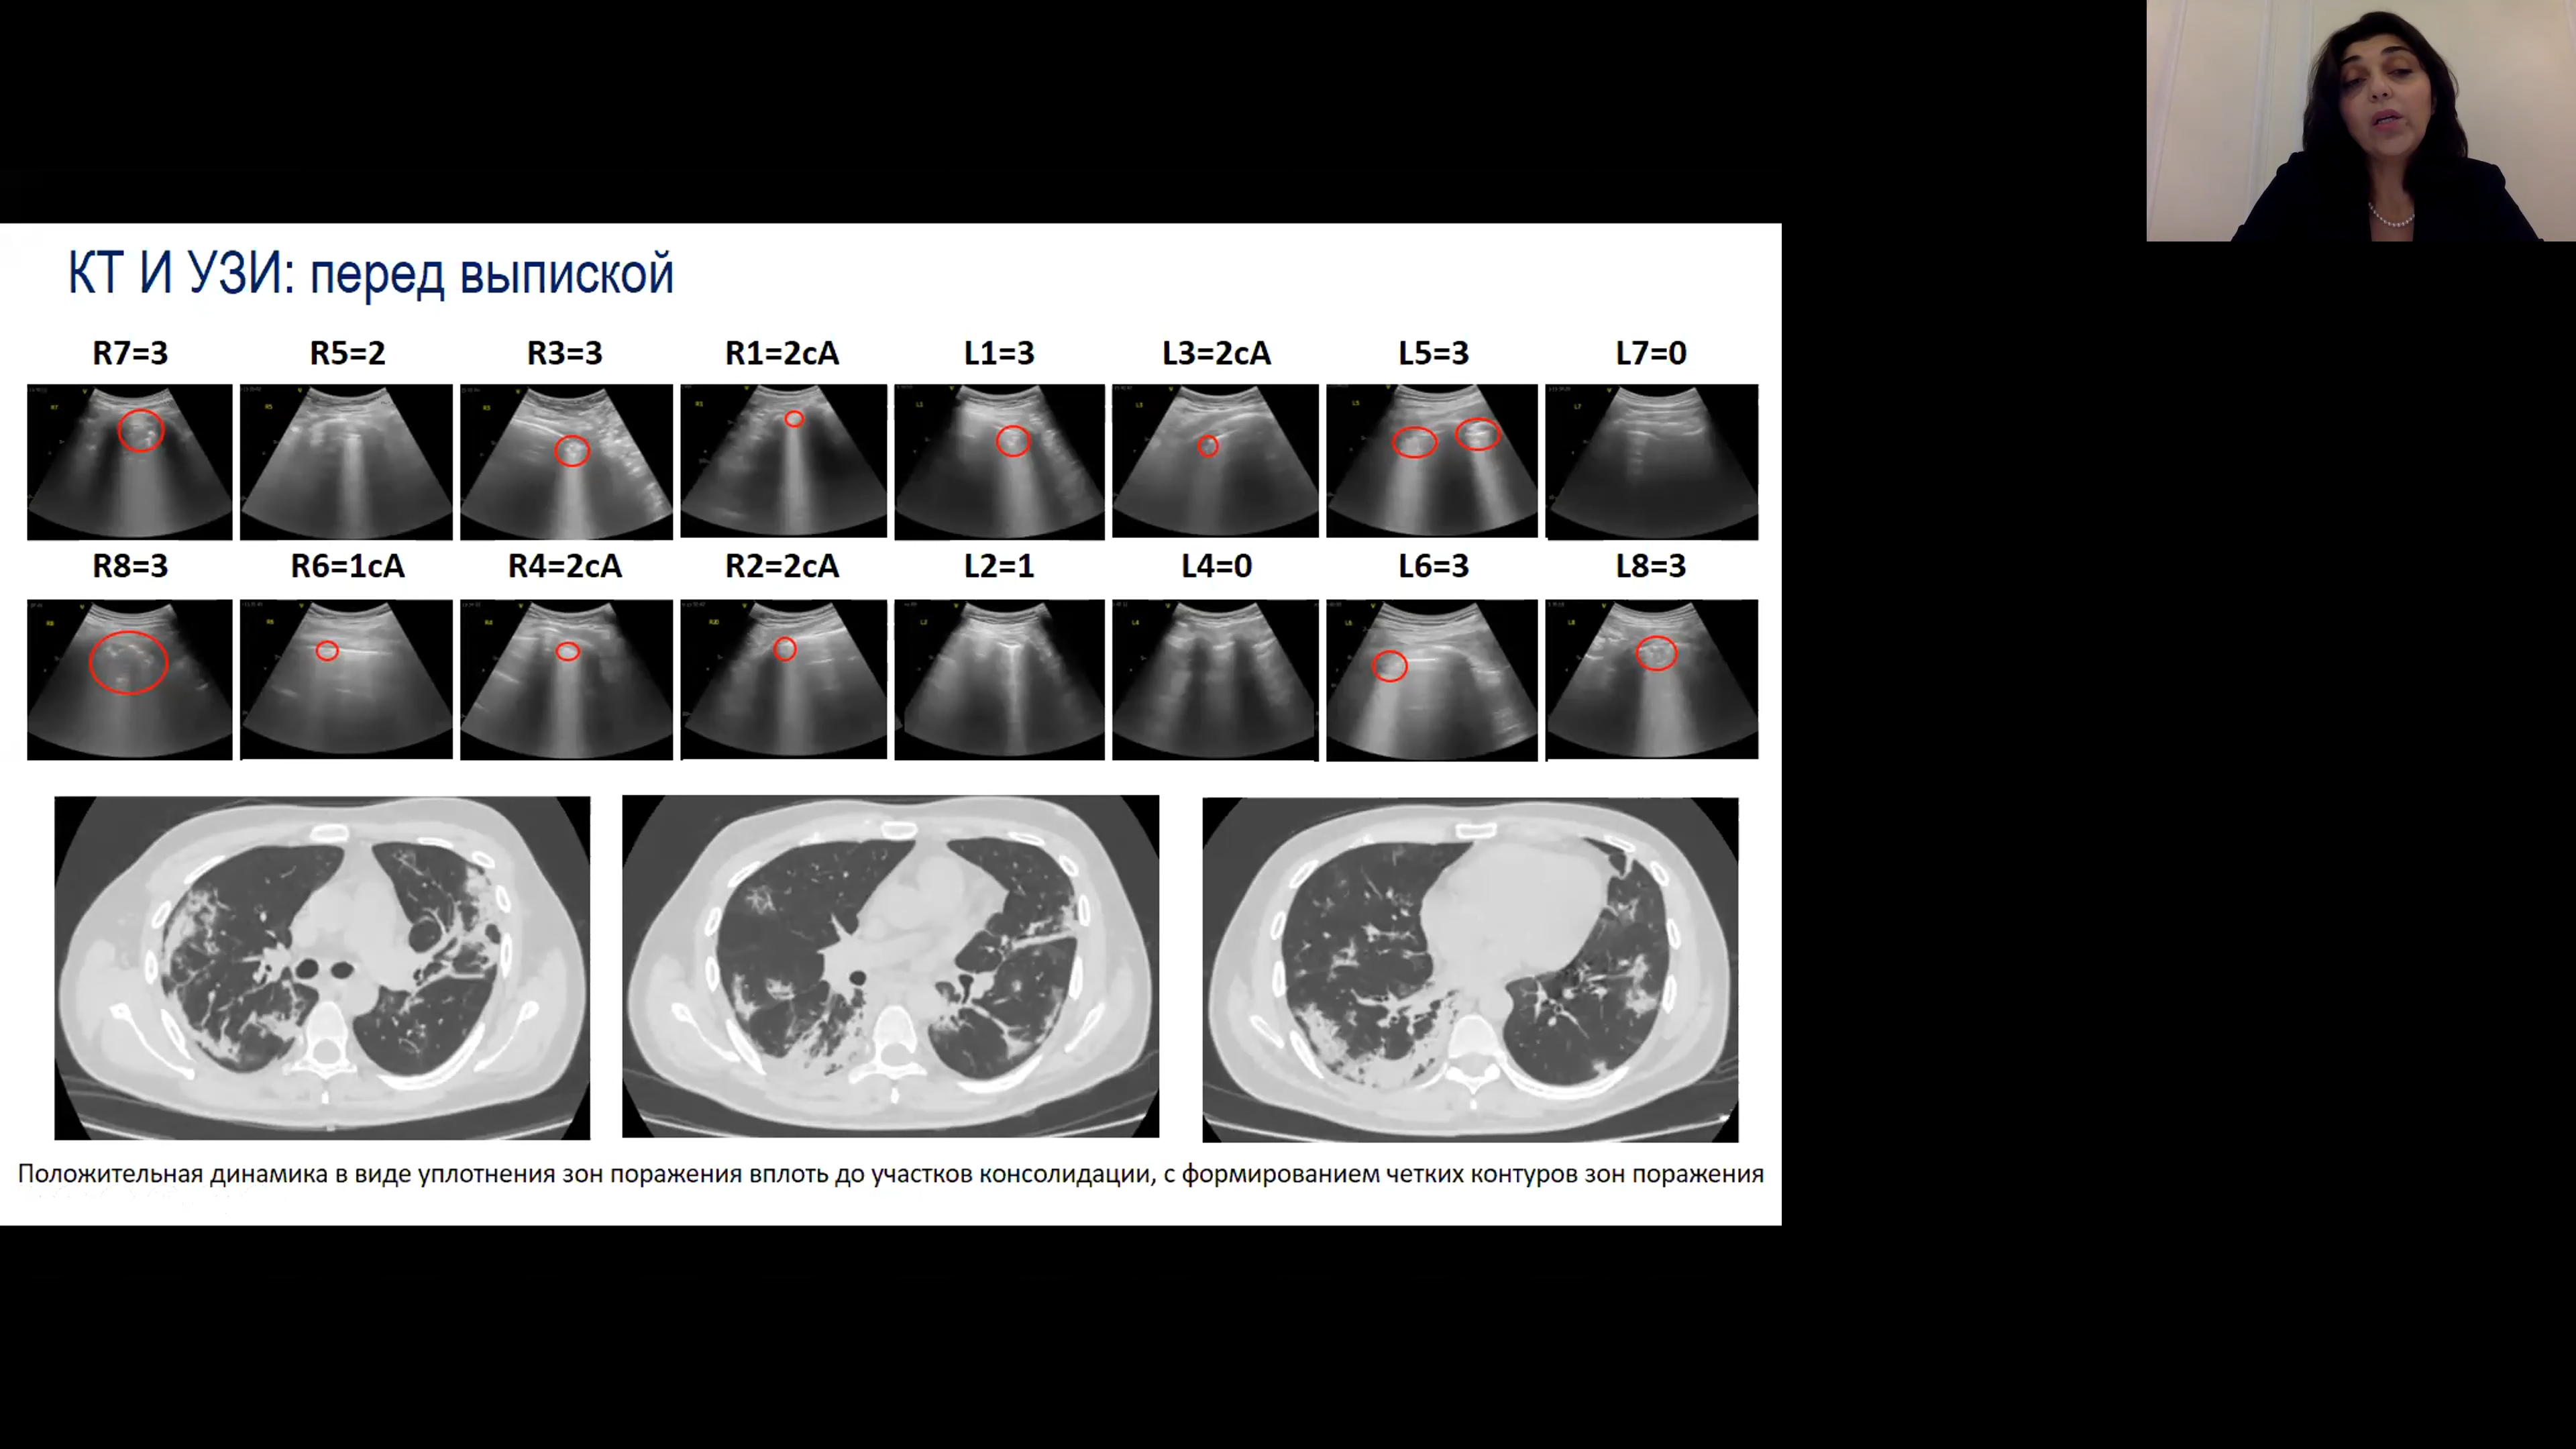 КТ И УЗИ: перед выпиской
R7=3 R5=2 R3=3 R1=2cA L1=3 L3=2cA L5=3 L7=0
R8=3 R6=1cA R4=2cA R2=2cA L2=1 L4=0 L6=3 L8=3
Положительная динамика в виде уплотнения зон поражения вплоть до участков консолидации, с формированием четких контуров зон поражения